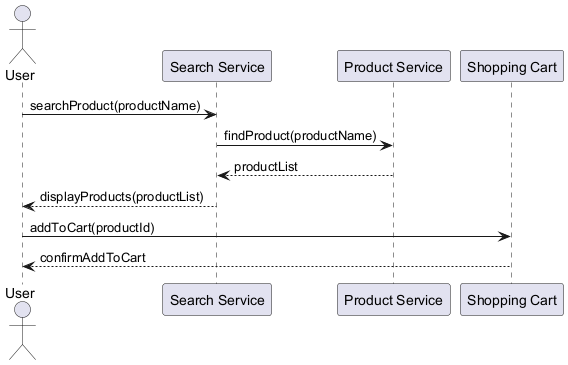 User
Search Service
Product Service
Shopping Cart
searchProduct(productName)
findProduct(productName)
productList
displayProducts(productList)
addToCart(productId)
confirmAddToCart
User
Search Service
Product Service
Shopping Cart